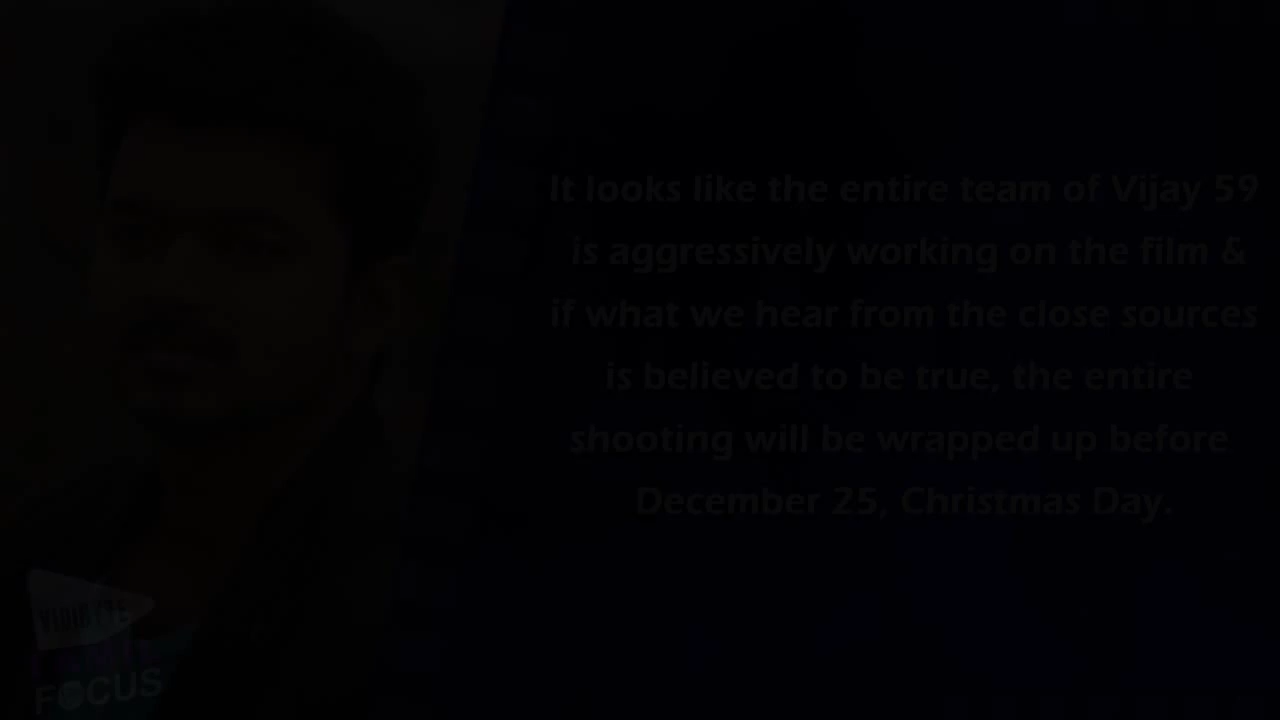 It looks like the entire team of Vijay 59
is aggressively working on the film &
if what we hear from the close sources
is believed to be true, the entire
shooting will be wrapped up before
December 25, Christmas Day.
FOCUS